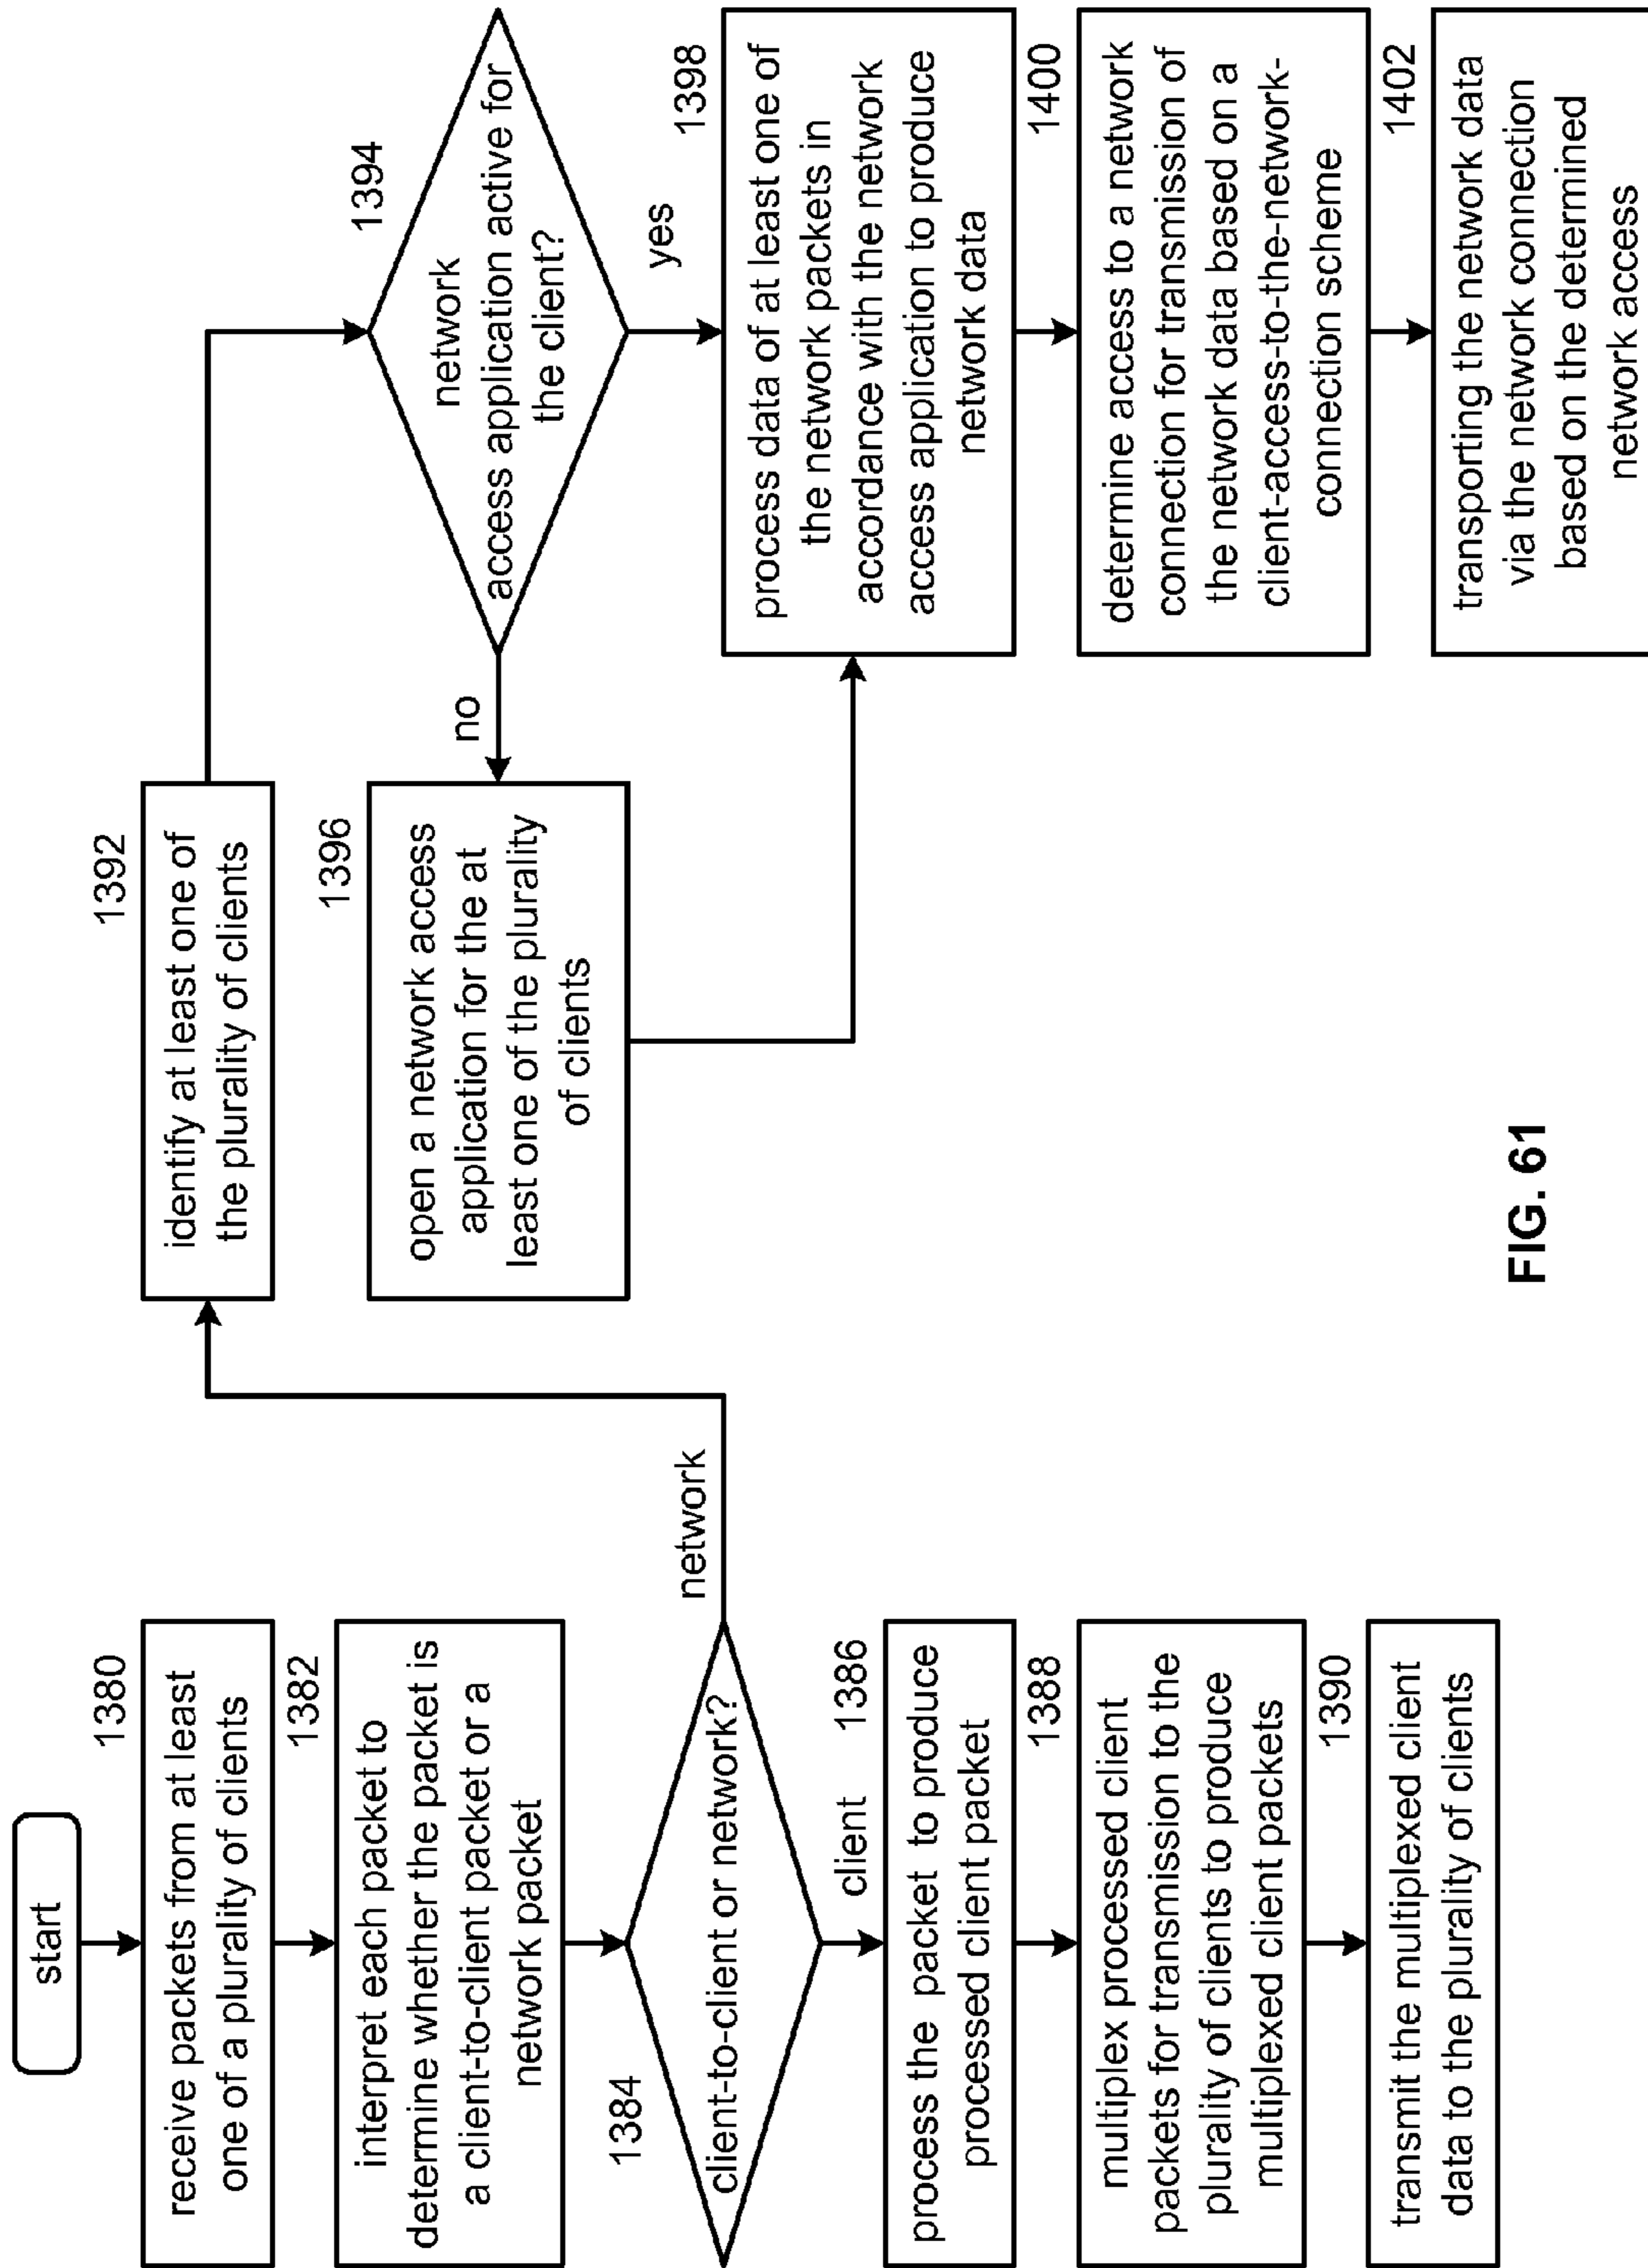 start
1380
receive packets from at least
one of a plurality of clients
1382
interpret each packet to
determine whether the packet is
a client-to-client packet or a
network packet
1384
client-to-client or network?
network
client
1386
process the packet to produce
processed client packet
1388
multiplex processed client
packets for transmission to the
plurality of clients to produce
multiplexed client packets
1390
transmit the multiplexed client
data to the plurality of clients
1392
identify at least one of
the plurality of clients
1394
network
access application active for
the client?
no
yes
1396
open a network access
application for the at
least one of the plurality
of clients
1398
process data of at least one of
the network packets in
accordance with the network
access application to produce
network data
1400
determine access to a network
connection for transmission of
the network data based on a
client-access-to-the-network-
connection scheme
1402
transporting the network data
via the network connection
based on the determined
network access
FIG. 61